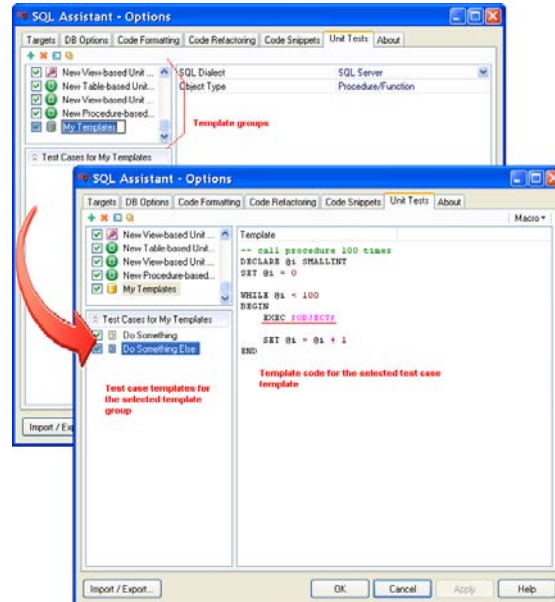 SQL Assistant - Options
Targets DB Options Code Formatting Code Refactoring Code Snippets Unit Tests About
New View-based Unit ...
New Table-based Unit...
New View-based Unit ...
New Procedure-based...
My Templates
SQL Dialect SQL Server
Object Type Procedure/Function
Template groups
Test Cases for My Templates
SQL Assistant - Options
Targets DB Options Code Formatting Code Refactoring Code Snippets Unit Tests About
Macro
New View-based Unit ...
New Table-based Unit...
New View-based Unit ...
New Procedure-based...
My Templates
Template
-- call procedure 100 times
DECLARE @i SMALLINT
SET @i = 0
WHILE @i < 100
BEGIN
EXEC $OBJECT$
SET @i = @i + 1
END
Test Cases for My Templates
Do Something
Do Something Else
Test case templates for
the selected template
group
Template code for the selected test case
template
Import / Exp
Import / Export...
OK Cancel Apply Help